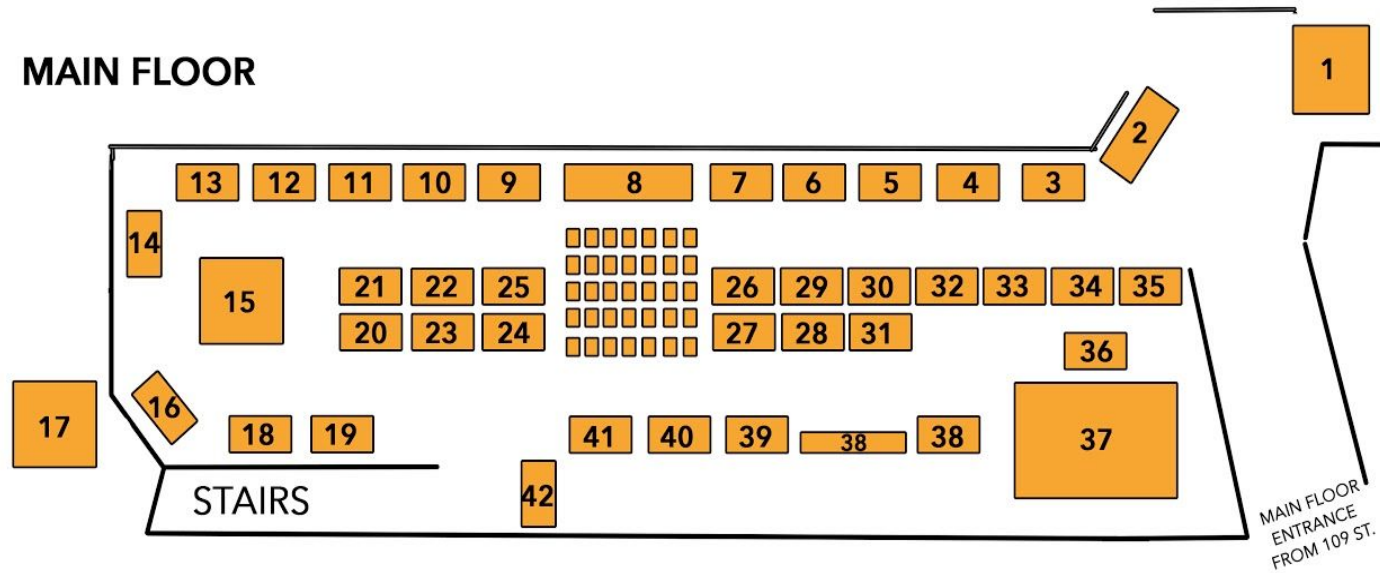 MAIN FLOOR
1
2
13 12 11 10 9 8 7 6 5 4 3
14
15
21 22 25 26 29 30 32 33 34 35
20 23 24 27 28 31
36
17
16
18 19 41 40 39 38 38 37
STAIRS
42
MAIN FLOOR
ENTRANCE
FROM 109 ST.